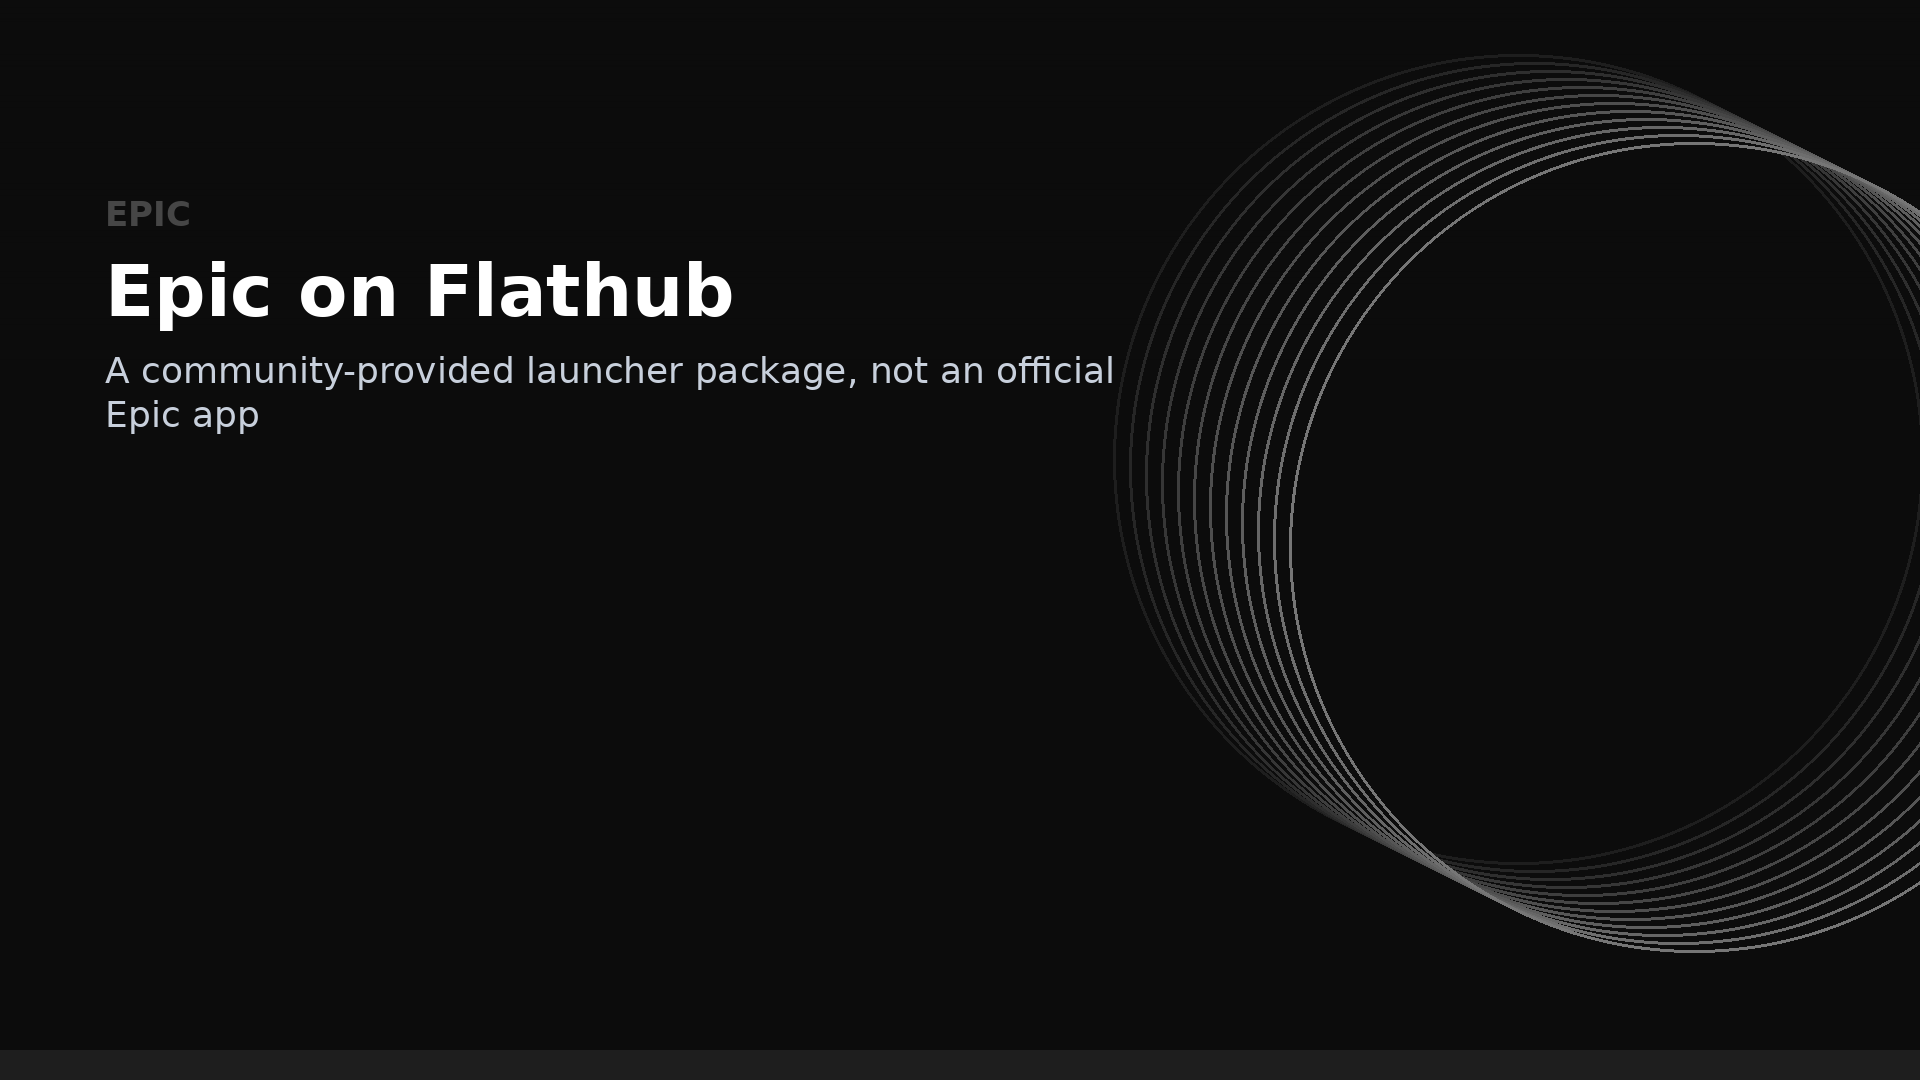 EPIC
Epic on Flathub
A community-provided launcher package, not an official
Epic app